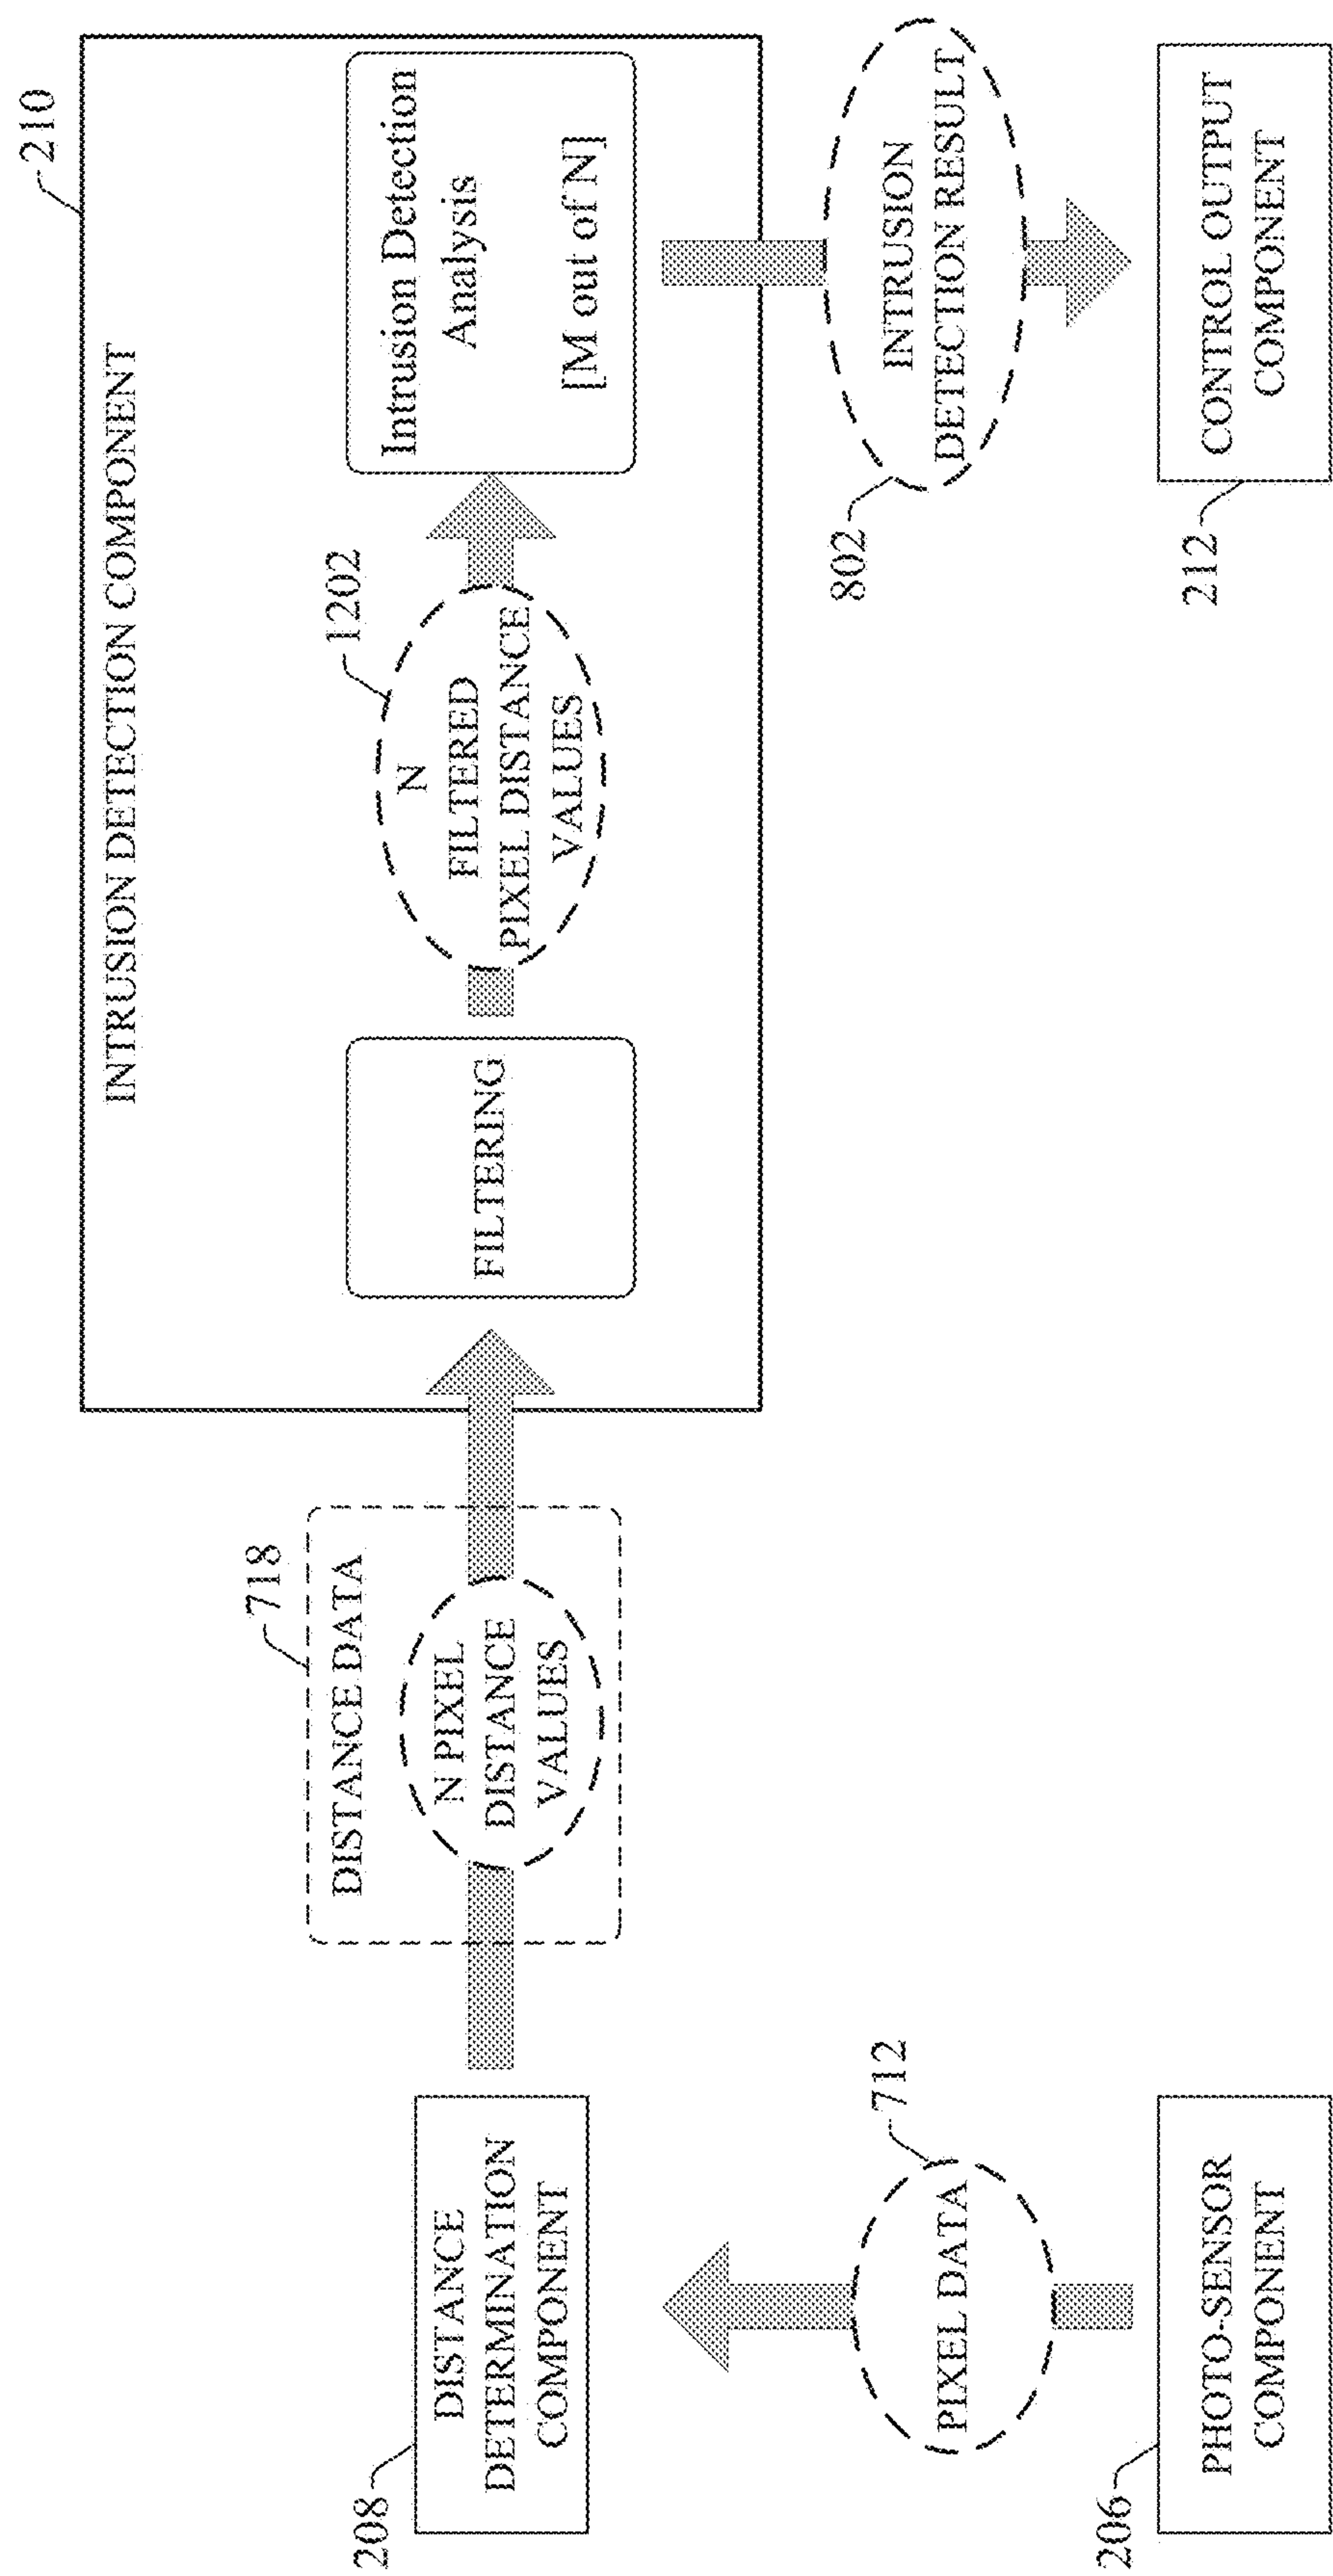 210
INTRUSION DETECTION COMPONENT
718
DISTANCE DATA
N PIXEL
DISTANCE
VALUES
FILTERING
1202
N
FILTERED
PIXEL DISTANCE
VALUES
Intrusion Detection
Analysis
[M out of N]
208
DISTANCE
DETERMINATION
COMPONENT
712
PIXEL DATA
206
PHOTO-SENSOR
COMPONENT
802
INTRUSION
DETECTION RESULT
212
CONTROL OUTPUT
COMPONENT